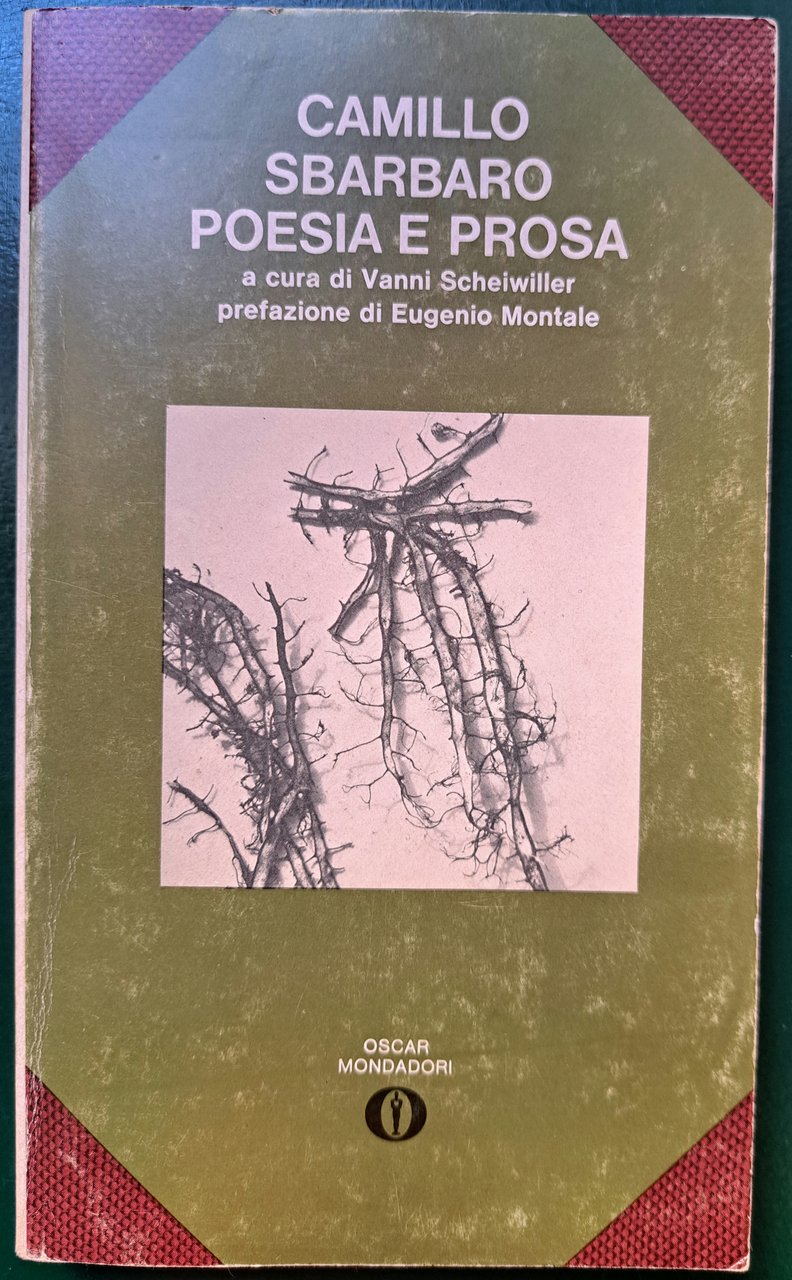 CAMILLO
SBARBARO
POESIA E PROSA
a cura di Vanni Scheiwiller
prefazione di Eugenio Montale
OSCAR
MONDADORI